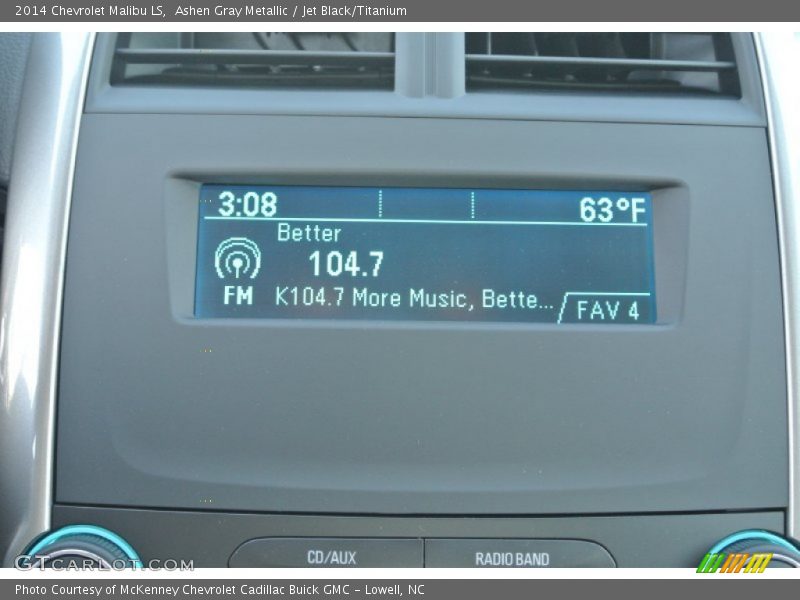 2014 Chevrolet Malibu LS,  Ashen Gray Metallic / Jet Black/Titanium
3:08 63°F
Better
104.7
FM K104.7 More Music, Bette...
FAV 4
CD/AUX RADIO BAND
GTCARLOT.COM
Photo Courtesy of McKenney Chevrolet Cadillac Buick GMC - Lowell, NC